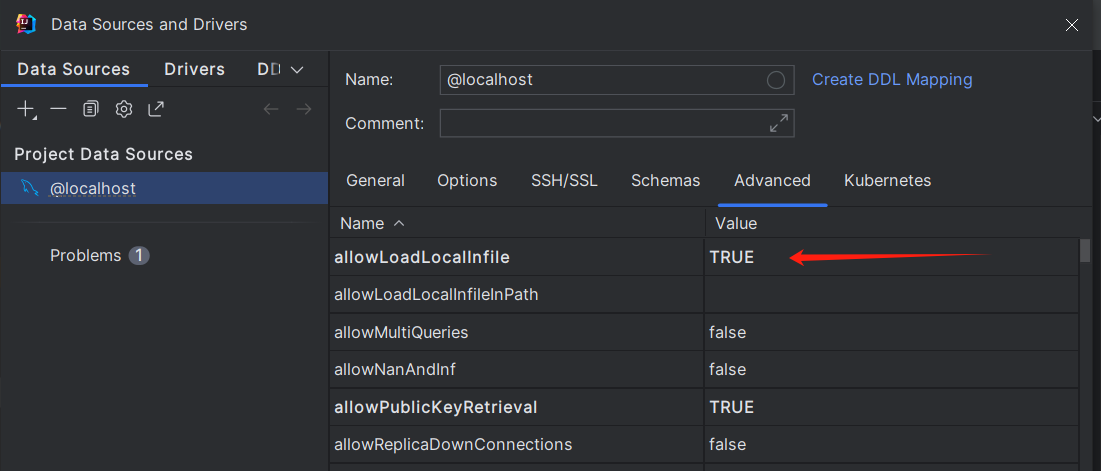 Data Sources and Drivers
Data Sources Drivers DD
Name: @localhost Create DDL Mapping
Comment:
Project Data Sources
@localhost
Problems 1
General Options SSH/SSL Schemas Advanced Kubernetes
Name Value
allowLoadLocalInfile TRUE
allowLoadLocalInfileInPath
allowMultiQueries false
allowNanAndInf false
allowPublicKeyRetrieval TRUE
allowReplicaDownConnections false